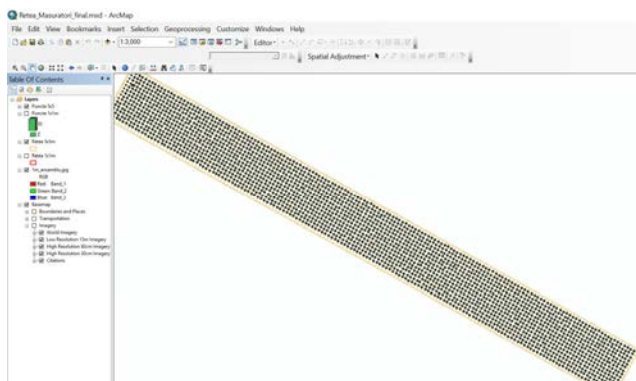 Retea_Masuratori_final.mxd - ArcMap
File Edit View Bookmarks Insert Selection Geoprocessing Customize Windows Help
1:3,000
Editor
Spatial Adjustment
Table Of Contents
Layers
Puncte 5x5
Puncte 1x1m
Retea 5x5m
Retea 1x1m
1m_ansamblu.jpg
RGB
Red: Band_1
Green: Band_2
Blue: Band_3
Basemap
Boundaries and Places
Transportation
Imagery
World Imagery
Low Resolution 15m Imagery
High Resolution 60cm Imagery
High Resolution 30cm Imagery
Citations